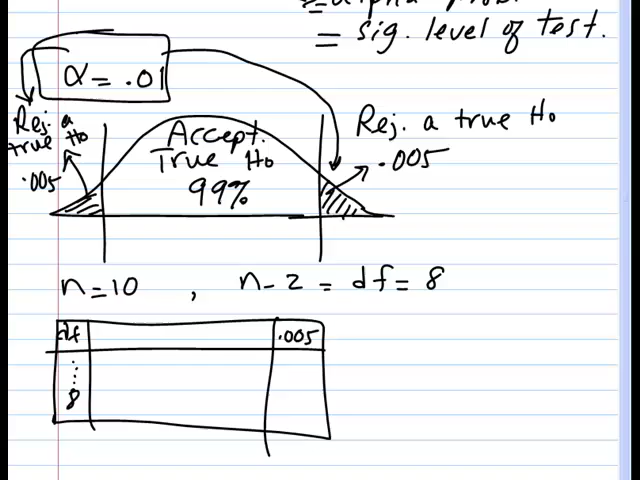 = alpha
= sig. level of test.
α = .01
Rej. a true Ho
.005
Accept.
True Ho
99%
Rej. a true Ho
.005
n=10 , n-2 = df = 8
df .005
8